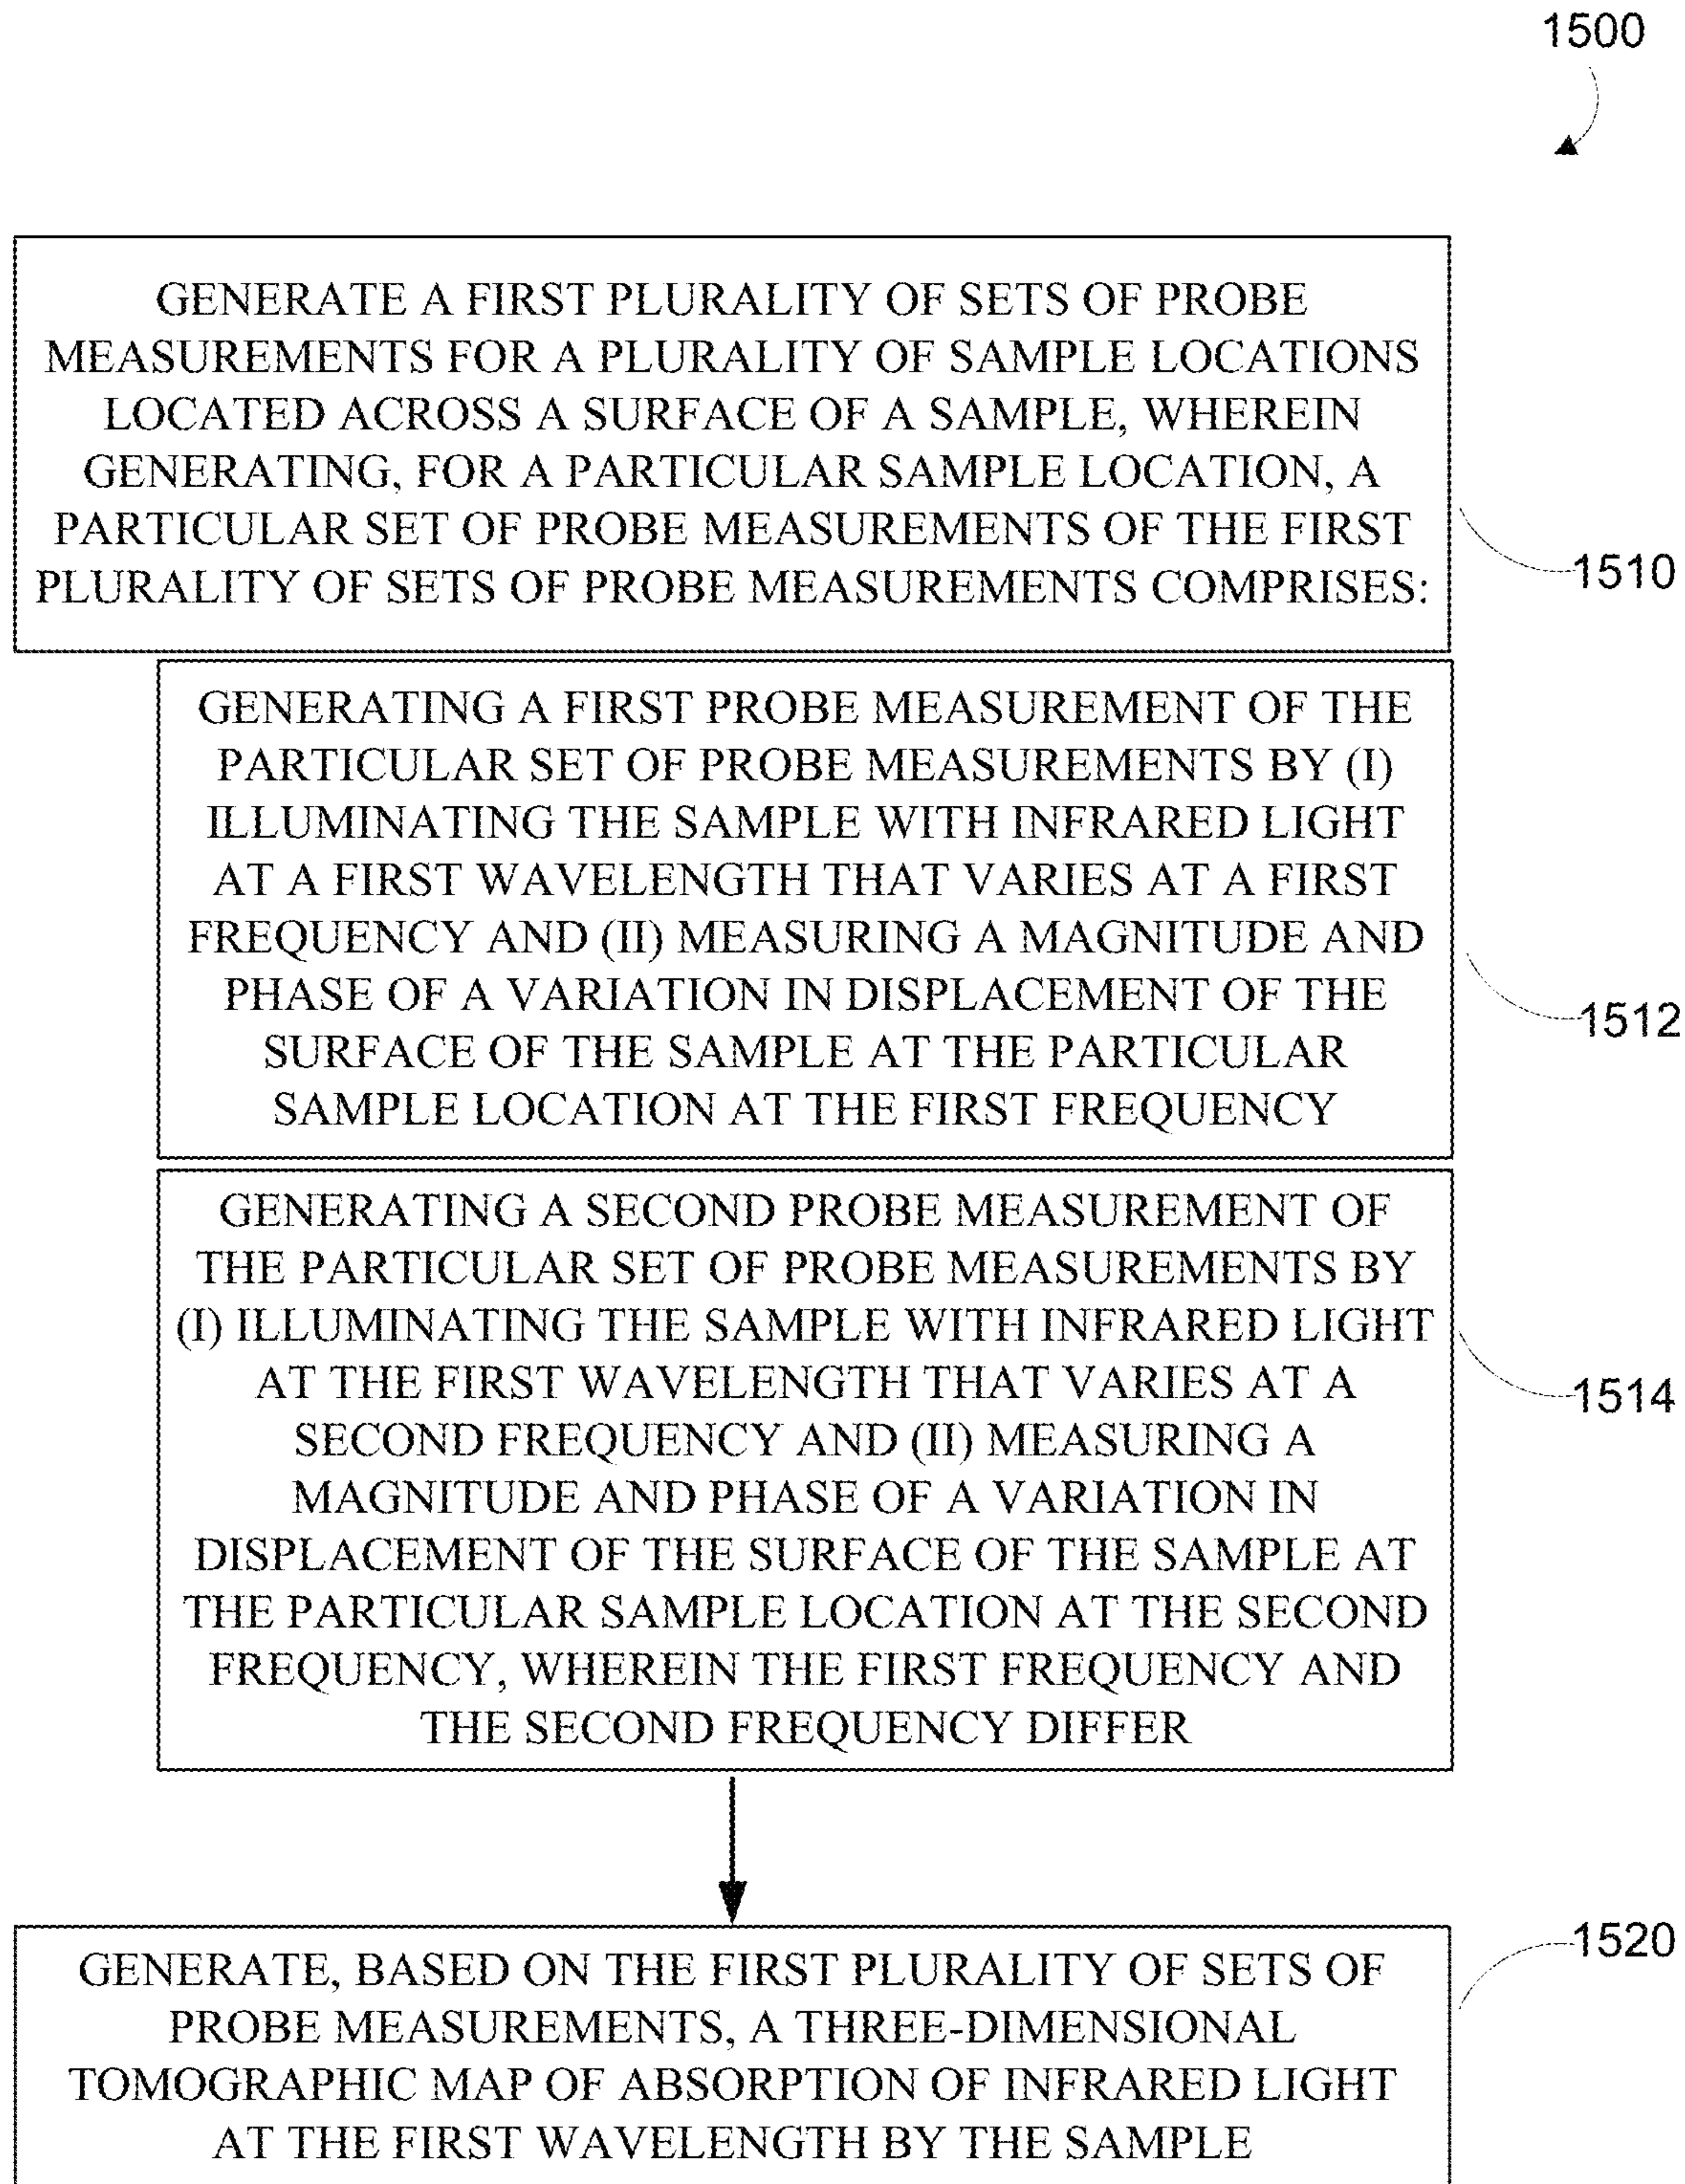 1500
GENERATE A FIRST PLURALITY OF SETS OF PROBE
MEASUREMENTS FOR A PLURALITY OF SAMPLE LOCATIONS
LOCATED ACROSS A SURFACE OF A SAMPLE, WHEREIN
GENERATING, FOR A PARTICULAR SAMPLE LOCATION, A
PARTICULAR SET OF PROBE MEASUREMENTS OF THE FIRST
PLURALITY OF SETS OF PROBE MEASUREMENTS COMPRISES:
1510
GENERATING A FIRST PROBE MEASUREMENT OF THE
PARTICULAR SET OF PROBE MEASUREMENTS BY (I)
ILLUMINATING THE SAMPLE WITH INFRARED LIGHT
AT A FIRST WAVELENGTH THAT VARIES AT A FIRST
FREQUENCY AND (II) MEASURING A MAGNITUDE AND
PHASE OF A VARIATION IN DISPLACEMENT OF THE
SURFACE OF THE SAMPLE AT THE PARTICULAR
SAMPLE LOCATION AT THE FIRST FREQUENCY
1512
GENERATING A SECOND PROBE MEASUREMENT OF
THE PARTICULAR SET OF PROBE MEASUREMENTS BY
(I) ILLUMINATING THE SAMPLE WITH INFRARED LIGHT
AT THE FIRST WAVELENGTH THAT VARIES AT A
SECOND FREQUENCY AND (II) MEASURING A
MAGNITUDE AND PHASE OF A VARIATION IN
DISPLACEMENT OF THE SURFACE OF THE SAMPLE AT
THE PARTICULAR SAMPLE LOCATION AT THE SECOND
FREQUENCY, WHEREIN THE FIRST FREQUENCY AND
THE SECOND FREQUENCY DIFFER
1514
GENERATE, BASED ON THE FIRST PLURALITY OF SETS OF
PROBE MEASUREMENTS, A THREE-DIMENSIONAL
TOMOGRAPHIC MAP OF ABSORPTION OF INFRARED LIGHT
AT THE FIRST WAVELENGTH BY THE SAMPLE
1520